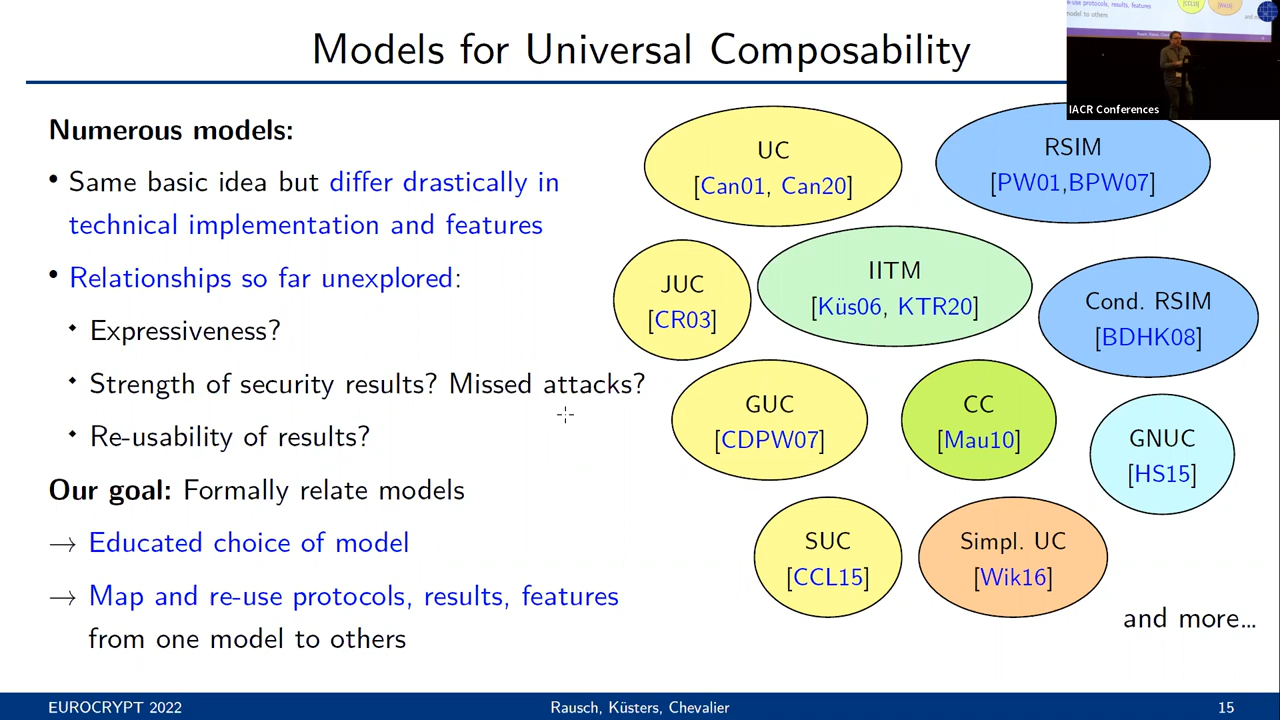 Models for Universal Composability
IACR Conferences
Numerous models:
• Same basic idea but differ drastically in
technical implementation and features
• Relationships so far unexplored:
Expressiveness?
Strength of security results? Missed attacks?
Re-usability of results?
Our goal: Formally relate models
→ Educated choice of model
→ Map and re-use protocols, results, features
from one model to others
UC
[Can01, Can20]
RSIM
[PW01,BPW07]
JUC
[CR03]
IITM
[Küs06, KTR20]
Cond. RSIM
[BDHK08]
GUC
[CDPW07]
CC
[Mau10]
GNUC
[HS15]
SUC
[CCL15]
Simpl. UC
[Wik16]
and more…
EUROCRYPT 2022
Rausch, Küsters, Chevalier
15